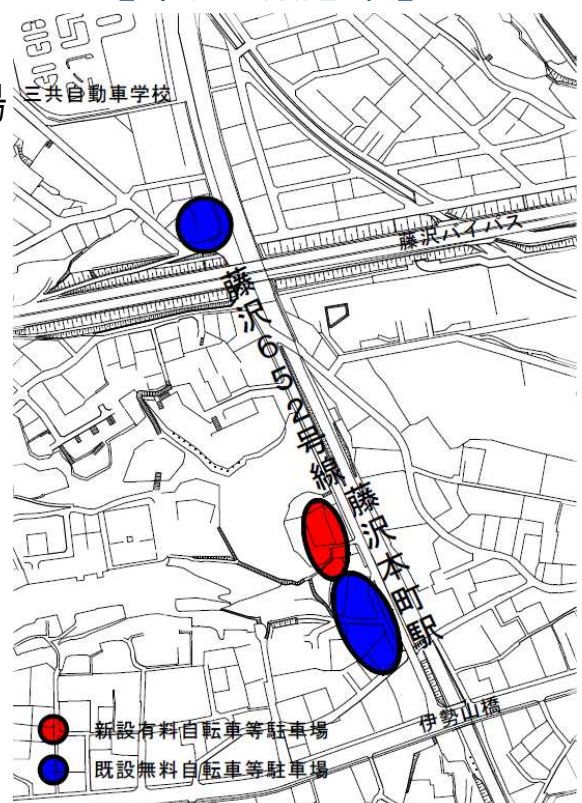 場
三共自動車学校
藤沢バイパス
藤沢652号線
藤沢本町駅
伊勢山橋
新設有料自転車等駐車場
既設無料自転車等駐車場